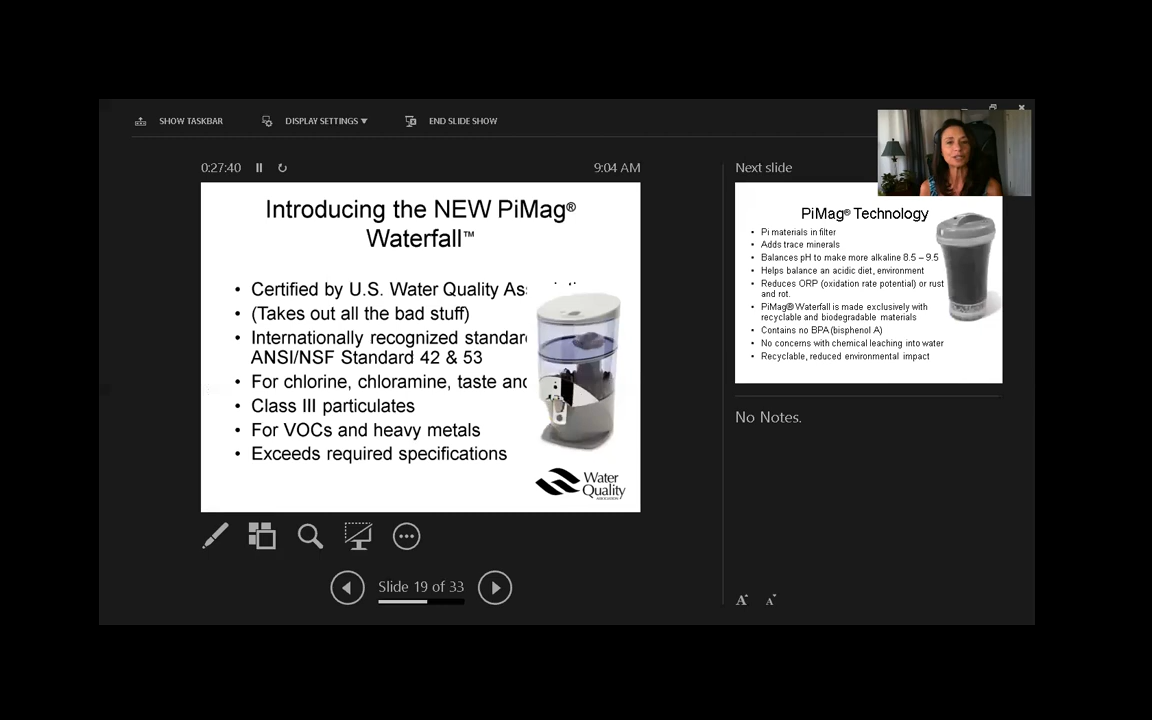 SHOW TASKBAR
DISPLAY SETTINGS ▼
END SLIDE SHOW
0:27:40
9:04 AM
Introducing the NEW PiMag®
Waterfall™
• Certified by U.S. Water Quality
• (Takes out all the bad stuff)
• Internationally recognized
ANSI/NSF Standard 42 & 53
• For chlorine, chloramine, taste
• Class III particulates
• For VOCs and heavy metals
• Exceeds required specifications
Water
Quality
ASSOCIATION
Slide 19 of 33
Next slide
PiMag® Technology
• Pi materials in filter
• Adds trace minerals
• Balances pH to make more alkaline 8.5 – 9.5
• Helps balance an acidic diet, environment
• Reduces ORP (oxidation rate potential) or rust
and rot.
• PiMag® Waterfall is made exclusively with
recyclable and biodegradable materials
• Contains no BPA (bisphenol A)
• No concerns with chemical leaching into water
• Recyclable, reduced environmental impact
No Notes.
A A